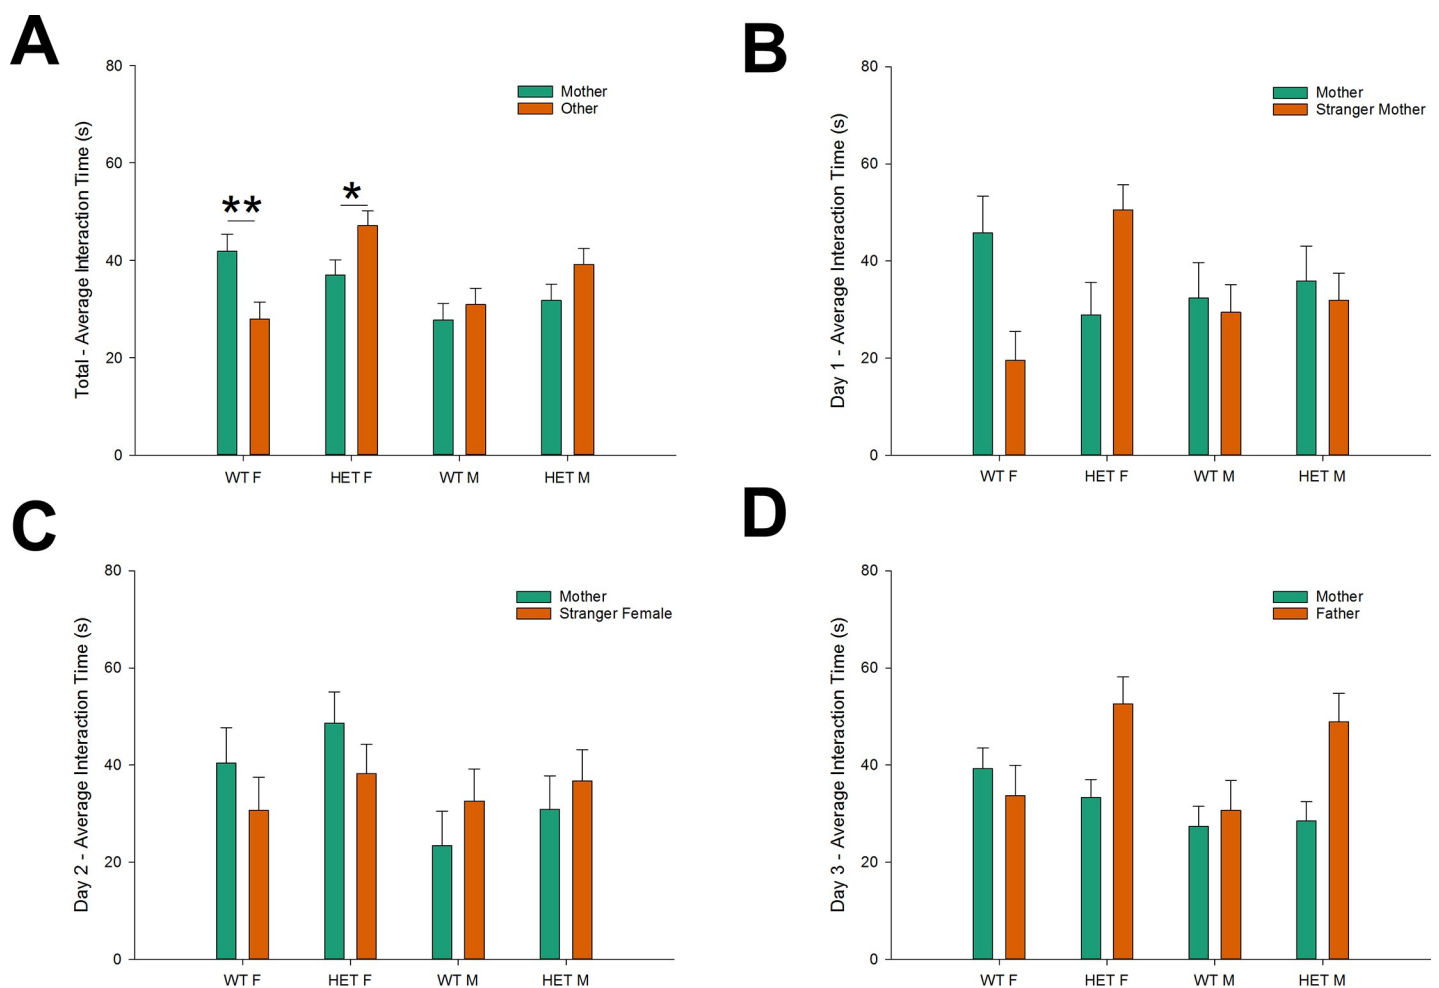 A
Total - Average Interaction Time (s)
80
60
40
20
0
Mother
Other
**
*
WT F
HET F
WT M
HET M
B
Day 1 - Average Interaction Time (s)
80
60
40
20
0
Mother
Stranger Mother
WT F
HET F
WT M
HET M
C
Day 2 - Average Interaction Time (s)
80
60
40
20
0
Mother
Stranger Female
WT F
HET F
WT M
HET M
D
Day 3 - Average Interaction Time (s)
80
60
40
20
0
Mother
Father
WT F
HET F
WT M
HET M